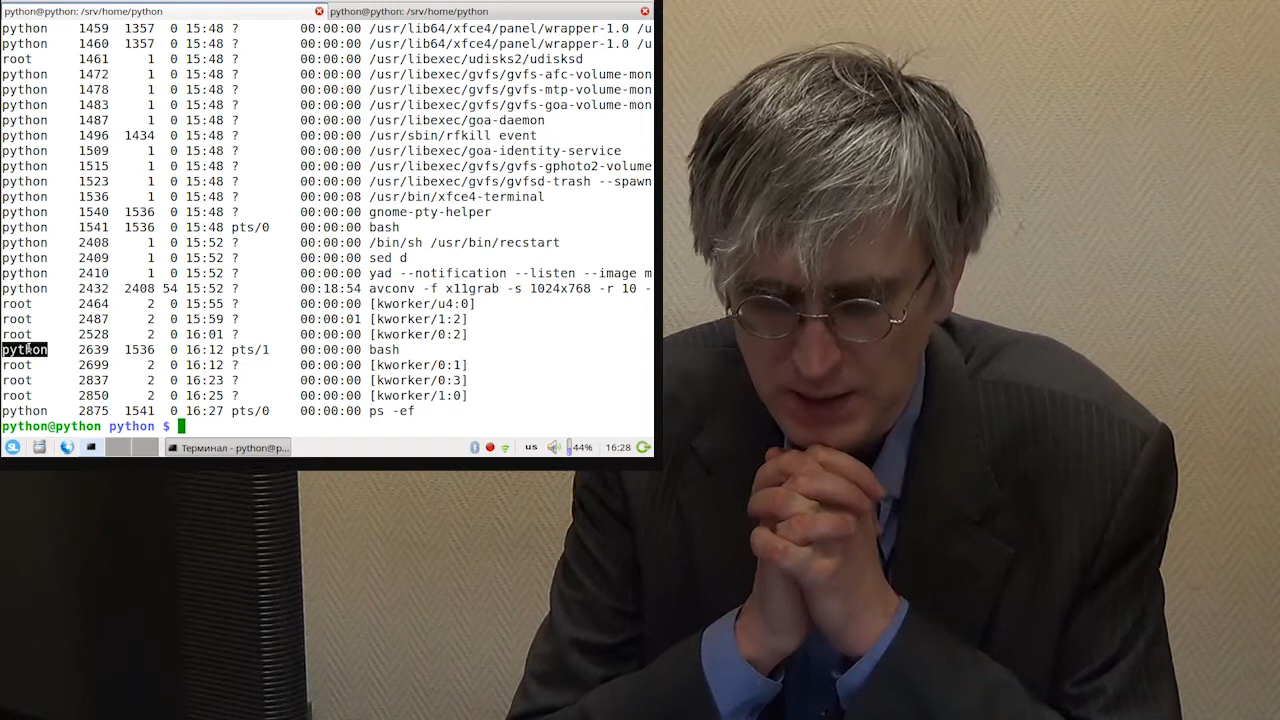 python@python: /srv/home/python
python@python: /srv/home/python
python 1459 1357 0 15:48 ? 00:00:00 /usr/lib64/xfce4/panel/wrapper-1.0 /u
python 1460 1357 0 15:48 ? 00:00:00 /usr/lib64/xfce4/panel/wrapper-1.0 /u
root 1461 1 0 15:48 ? 00:00:00 /usr/libexec/udisks2/udisksd
python 1472 1 0 15:48 ? 00:00:00 /usr/libexec/gvfs/gvfs-afc-volume-mon
python 1478 1 0 15:48 ? 00:00:00 /usr/libexec/gvfs/gvfs-mtp-volume-mon
python 1483 1 0 15:48 ? 00:00:00 /usr/libexec/gvfs/gvfs-goa-volume-mon
python 1487 1 0 15:48 ? 00:00:00 /usr/libexec/goa-daemon
python 1496 1434 0 15:48 ? 00:00:00 /usr/sbin/rfkill event
python 1509 1 0 15:48 ? 00:00:00 /usr/libexec/goa-identity-service
python 1515 1 0 15:48 ? 00:00:00 /usr/libexec/gvfs/gvfs-gphoto2-volume
python 1523 1 0 15:48 ? 00:00:00 /usr/libexec/gvfs/gvfsd-trash --spawn
python 1536 1 0 15:48 ? 00:00:08 /usr/bin/xfce4-terminal
python 1540 1536 0 15:48 ? 00:00:00 gnome-pty-helper
python 1541 1536 0 15:48 pts/0 00:00:00 bash
python 2408 1 0 15:52 ? 00:00:00 /bin/sh /usr/bin/recstart
python 2409 1 0 15:52 ? 00:00:00 sed d
python 2410 1 0 15:52 ? 00:00:00 yad --notification --listen --image m
python 2432 2408 54 15:52 ? 00:18:54 avconv -f x11grab -s 1024x768 -r 10 -
root 2464 2 0 15:55 ? 00:00:00 [kworker/u4:0]
root 2487 2 0 15:59 ? 00:00:01 [kworker/1:2]
root 2528 2 0 16:01 ? 00:00:00 [kworker/0:2]
python 2639 1536 0 16:12 pts/1 00:00:00 bash
root 2699 2 0 16:12 ? 00:00:00 [kworker/0:1]
root 2837 2 0 16:23 ? 00:00:00 [kworker/0:3]
root 2850 2 0 16:25 ? 00:00:00 [kworker/1:0]
python 2875 1541 0 16:27 pts/0 00:00:00 ps -ef
python@python python $
SL Терминал - python@p... us 44% 16:28